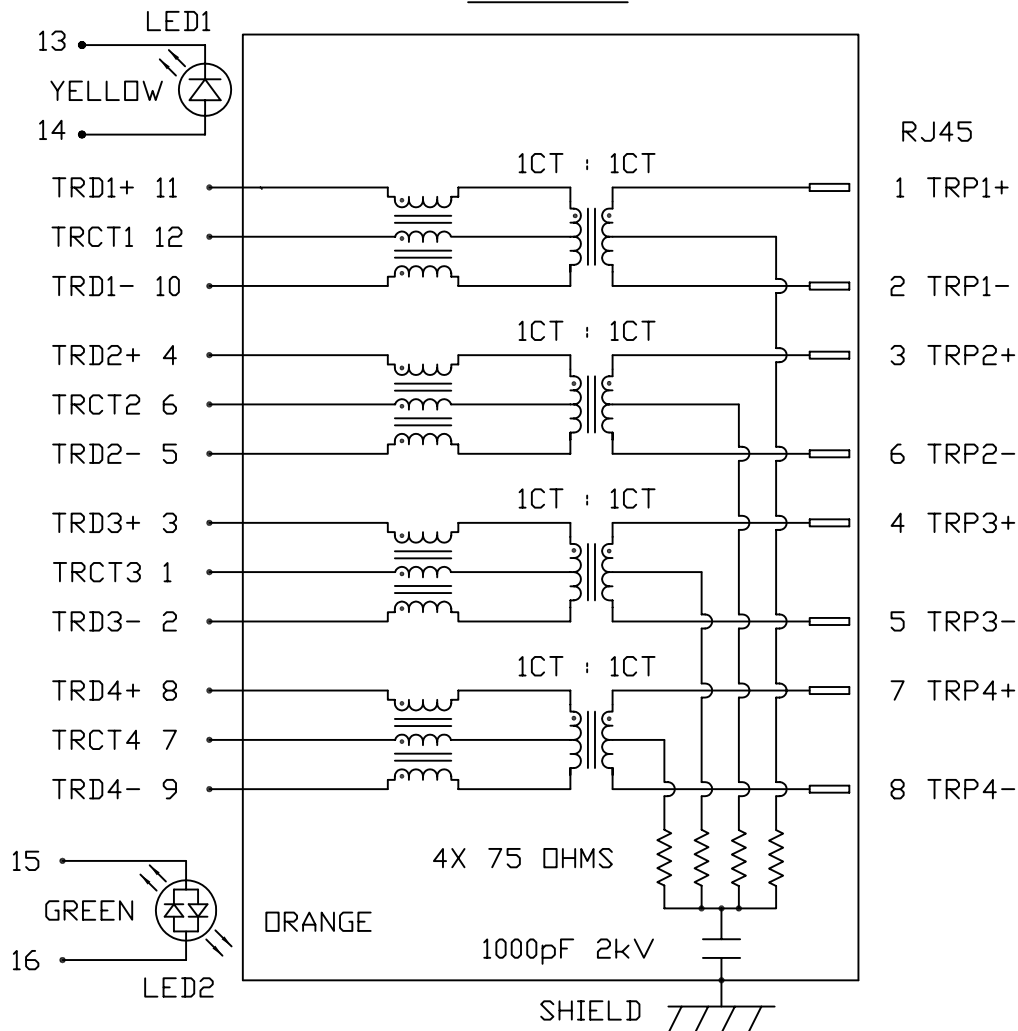 LED1
13
YELLOW
14
RJ45
1CT : 1CT
TRD1+ 11
1 TRP1+
TRCT1 12
TRD1- 10
2 TRP1-
1CT : 1CT
TRD2+ 4
3 TRP2+
TRCT2 6
TRD2- 5
6 TRP2-
1CT : 1CT
TRD3+ 3
4 TRP3+
TRCT3 1
TRD3- 2
5 TRP3-
1CT : 1CT
TRD4+ 8
7 TRP4+
TRCT4 7
TRD4- 9
8 TRP4-
4X 75 OHMS
15
GREEN
ORANGE
16
1000pF 2kV
LED2
SHIELD